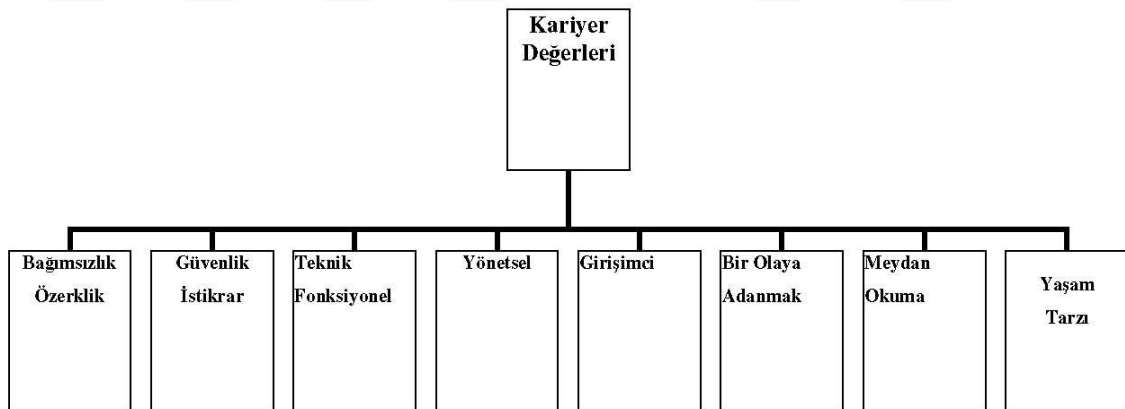 Kariyer
Değerleri
Bağımsızlık
Özerklik
Güvenlik
İstikrar
Teknik
Fonksiyonel
Yönetsel
Girişimci
Bir Olaya
Adanmak
Meydan
Okuma
Yaşam
Tarzı